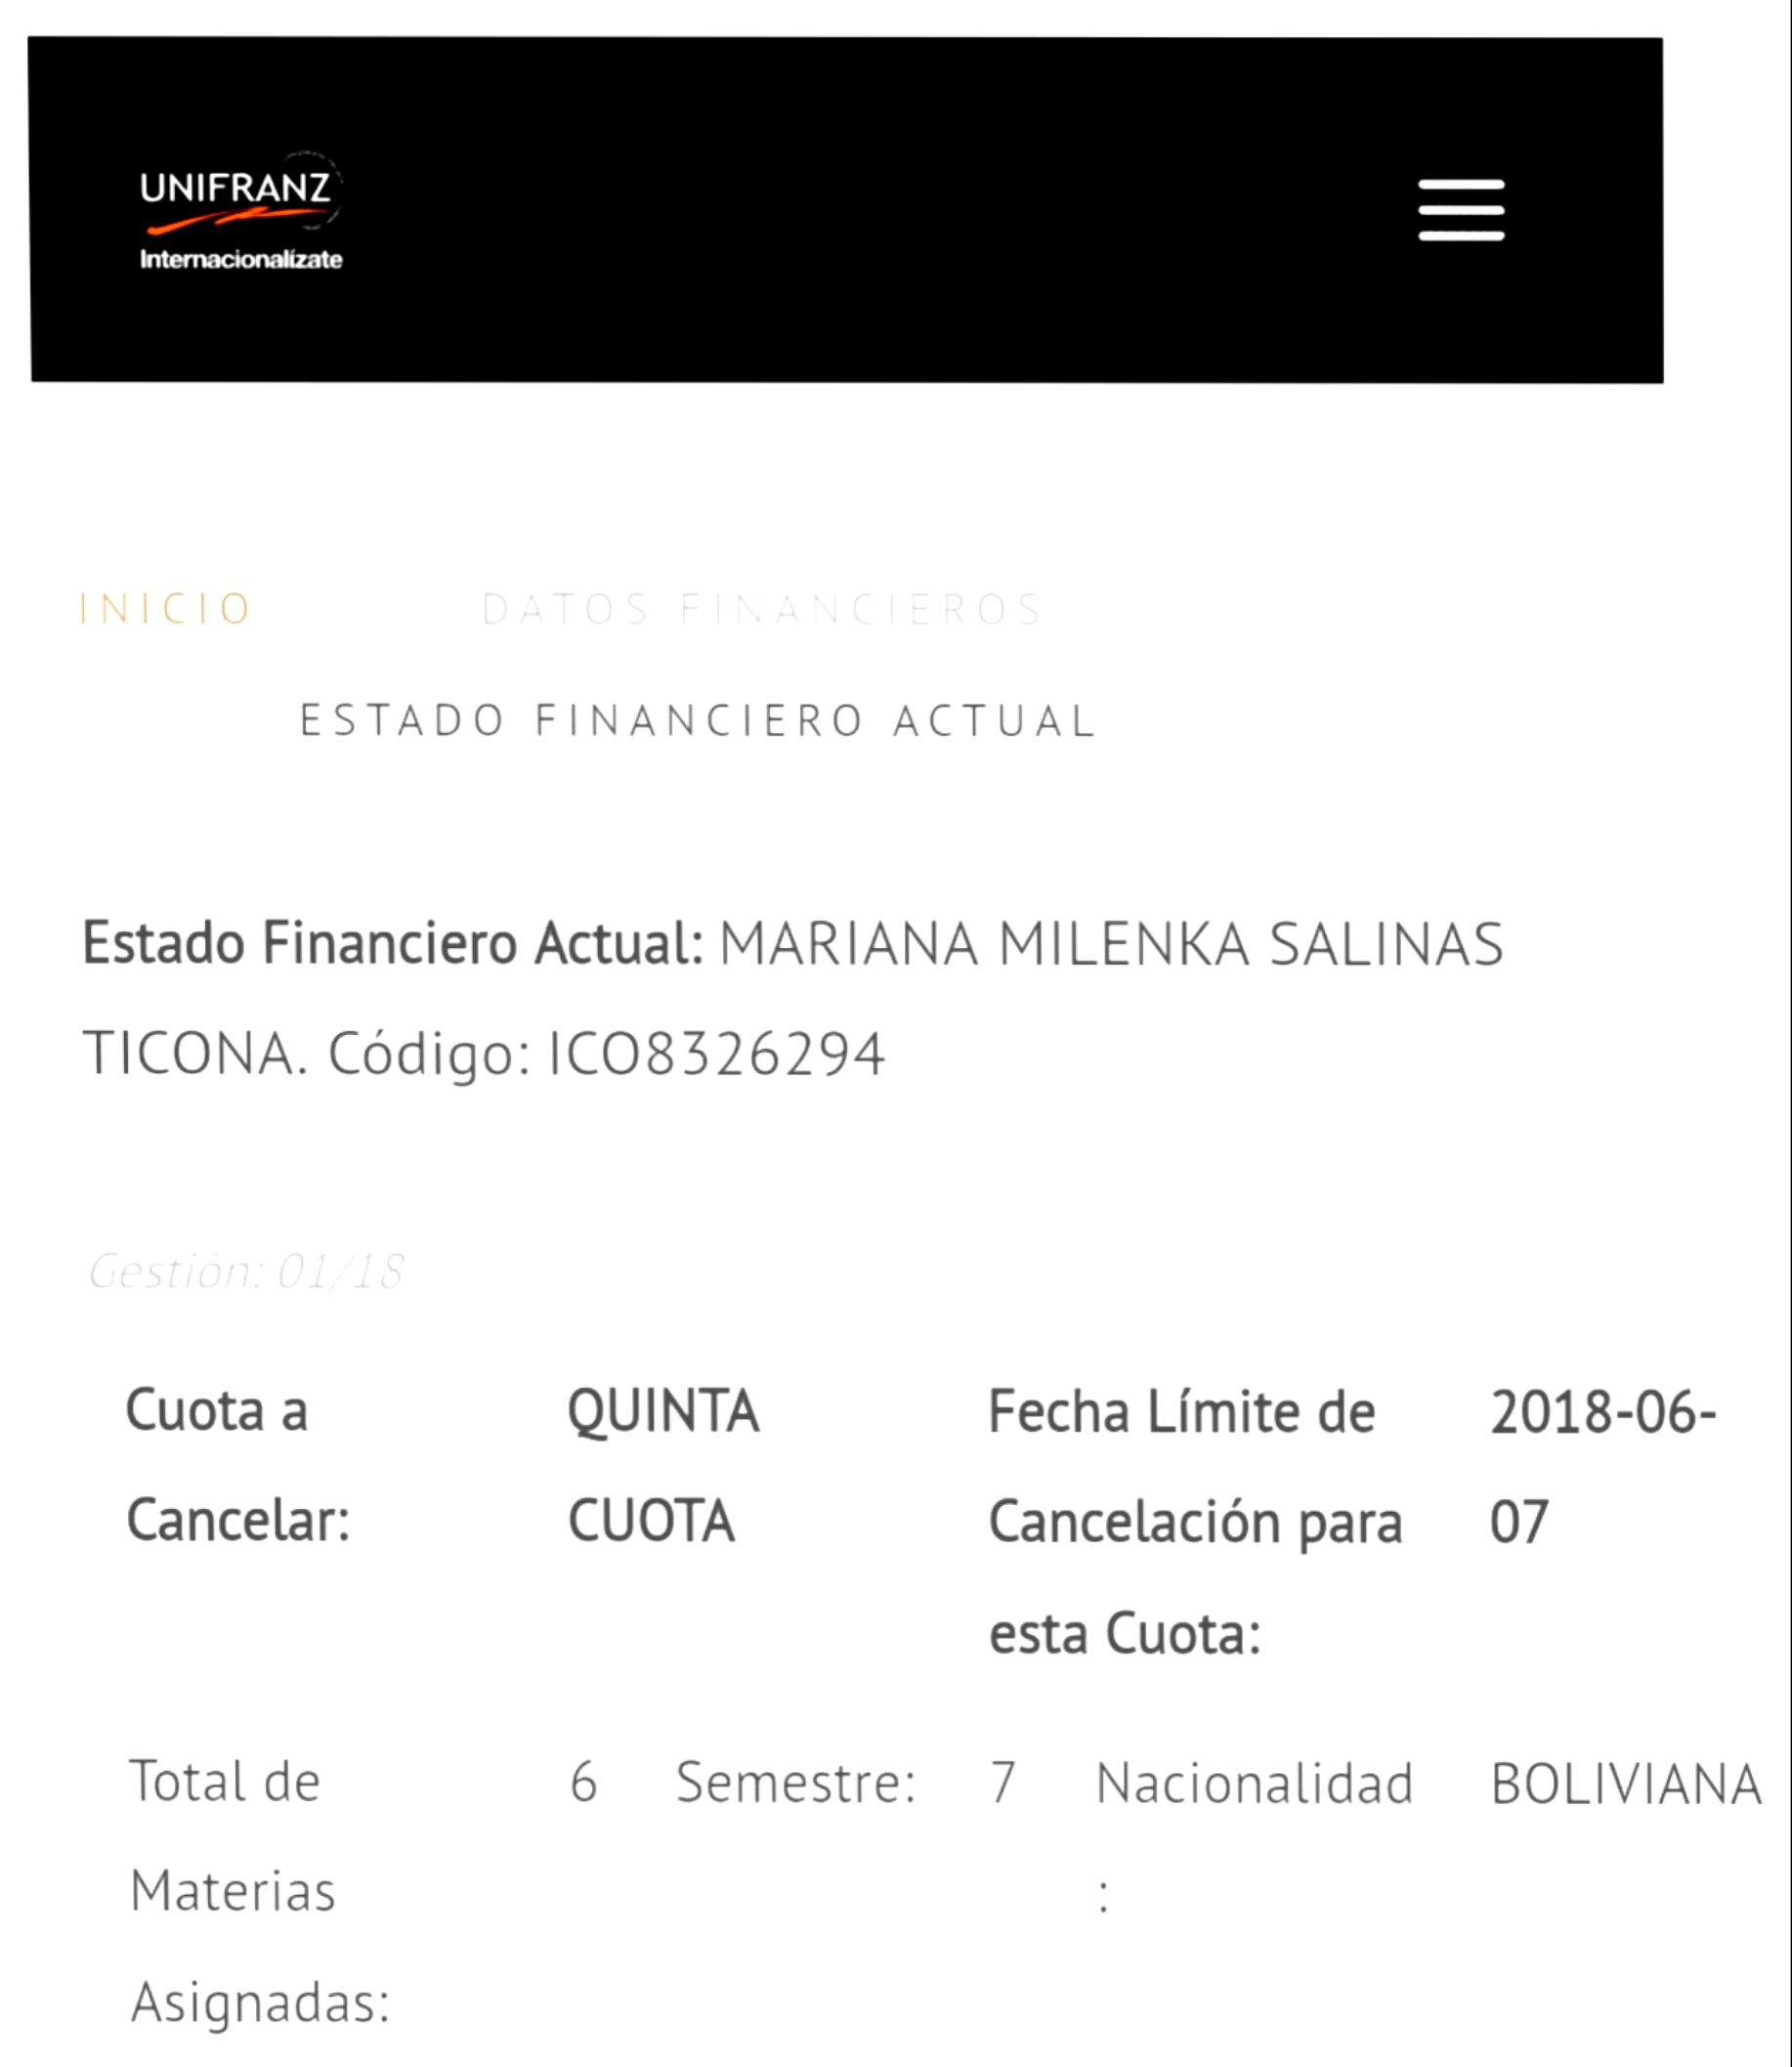 UNIFRANZ
Internacionalízate
INICIO DATOS FINANCIEROS
ESTADO FINANCIERO ACTUAL
Estado Financiero Actual: MARIANA MILENKA SALINAS
TICONA. Código: ICO8326294
Gestión: 01/18
Cuota a QUINTA Fecha Límite de 2018-06-
Cancelar: CUOTA Cancelación para 07
esta Cuota:
Total de 6 Semestre: 7 Nacionalidad BOLIVIANA
Materias :
Asignadas: